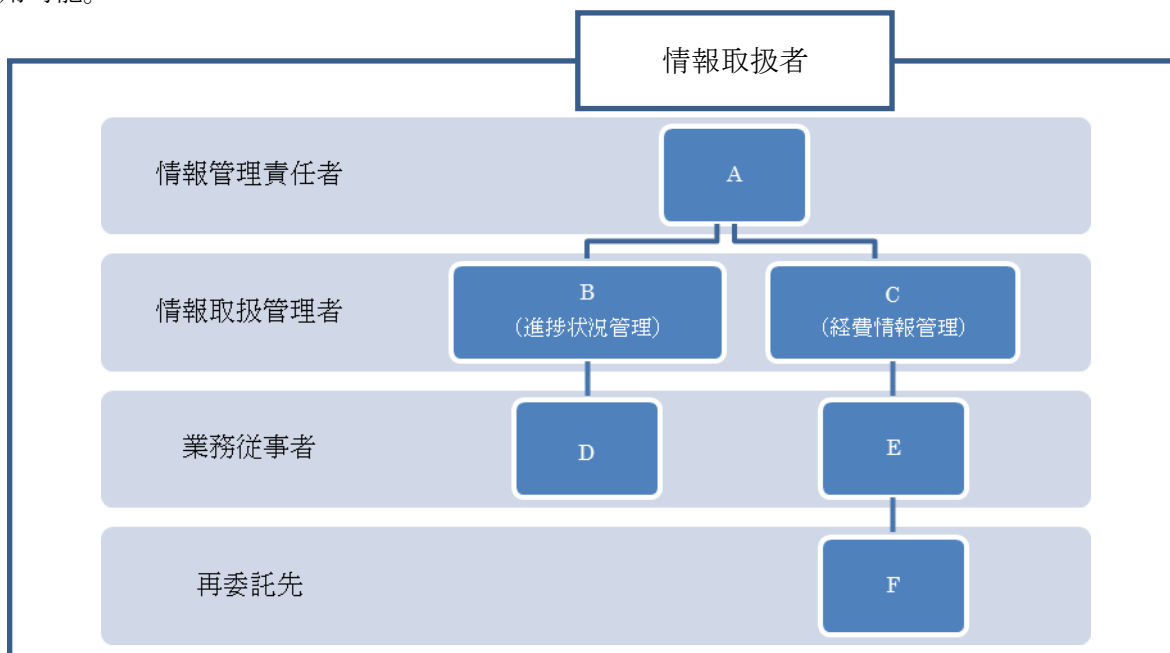 情報取扱者
情報管理責任者
A
情報取扱管理者
B
（進捗状況管理）
C
（経費情報管理）
業務従事者
D
E
再委託先
F